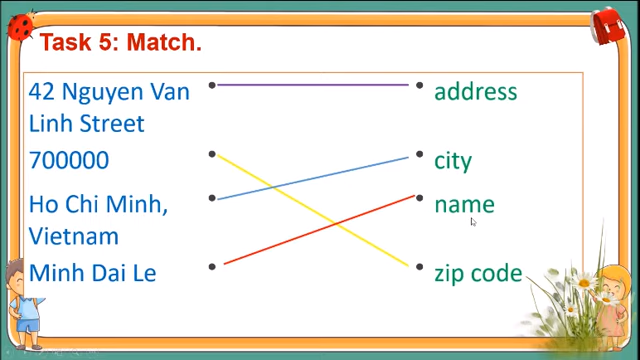 Task 5: Match.
42 Nguyen Van address
Linh Street
700000 city
Ho Chi Minh, name
Vietnam
Minh Dai Le zip code